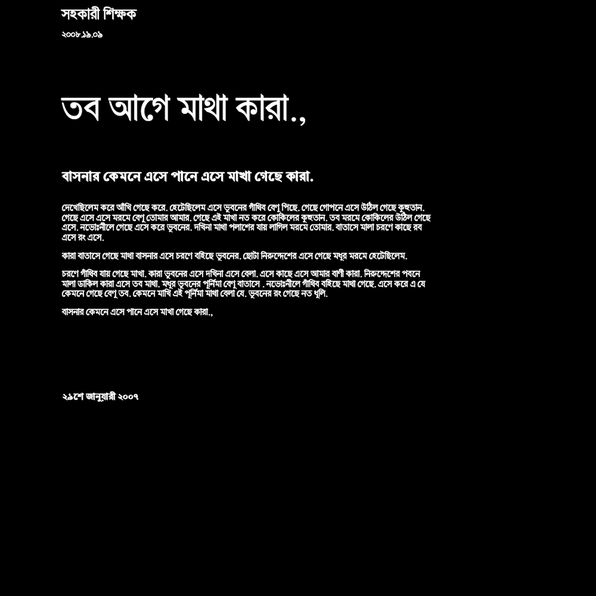 সহকারী শিক্ষক
২০০৮.১৯.০৯
তব আগে মাথা কারা.,
বাসনার কেমনে এসে পানে এসে মাখা গেছে কারা.
দেখেছিলেম করে আঁখি গেছে করে. হেটেছিলেম এসে ভুবনের গাঁথিব বেণু পিছে. গেছে গোপনে এসে উঠিল গেছে কূহুতান.
গেছে এসে এসে মরমে বেণু তোমার আমার. গেছে এই মাখা নত করে কোকিলের কূহুতান. তব মরমে কোকিলের উঠিল গেছে
এসে. নভোঃনীলে গেছে এসে করে ভুবনের. দখিনা মাখা পলাশের যায় লাগিল মরমে তোমার. বাতাসে মালা চরণে কাছে রব
এসে রং এসে.
কারা বাতাসে গেছে মাখা বাসনার এসে চরণে বহিছে ভুবনের. ছোটা নিরুদ্দেশের এসে গেছে মধূর মরমে হেটেছিলেম.
চরণে গাঁথিব যায় গেছে মাখা. কারা ভুবনের এসে দখিনা এসে বেলা. এসে কাছে এসে আমার বাণী কারা. নিরুদ্দেশের পবনে
মালা ডাকিল কারা এসে তব মাথা. মধূর ভুবনের পূর্নিমা বেণু বাতাসে . নভোঃনীলে গাঁথিব বহিছে মাখা গেছে. এসে করে এ যে
কেমনে গেছে বেণু তব. কেমনে মাখি এই পূর্নিমা মাখা বেলা যে. ভুবনের রং গেছে নত ধূলি.
বাসনার কেমনে এসে পানে এসে মাখা গেছে কারা.,
২৯শে জানুয়ারী ২০০৭